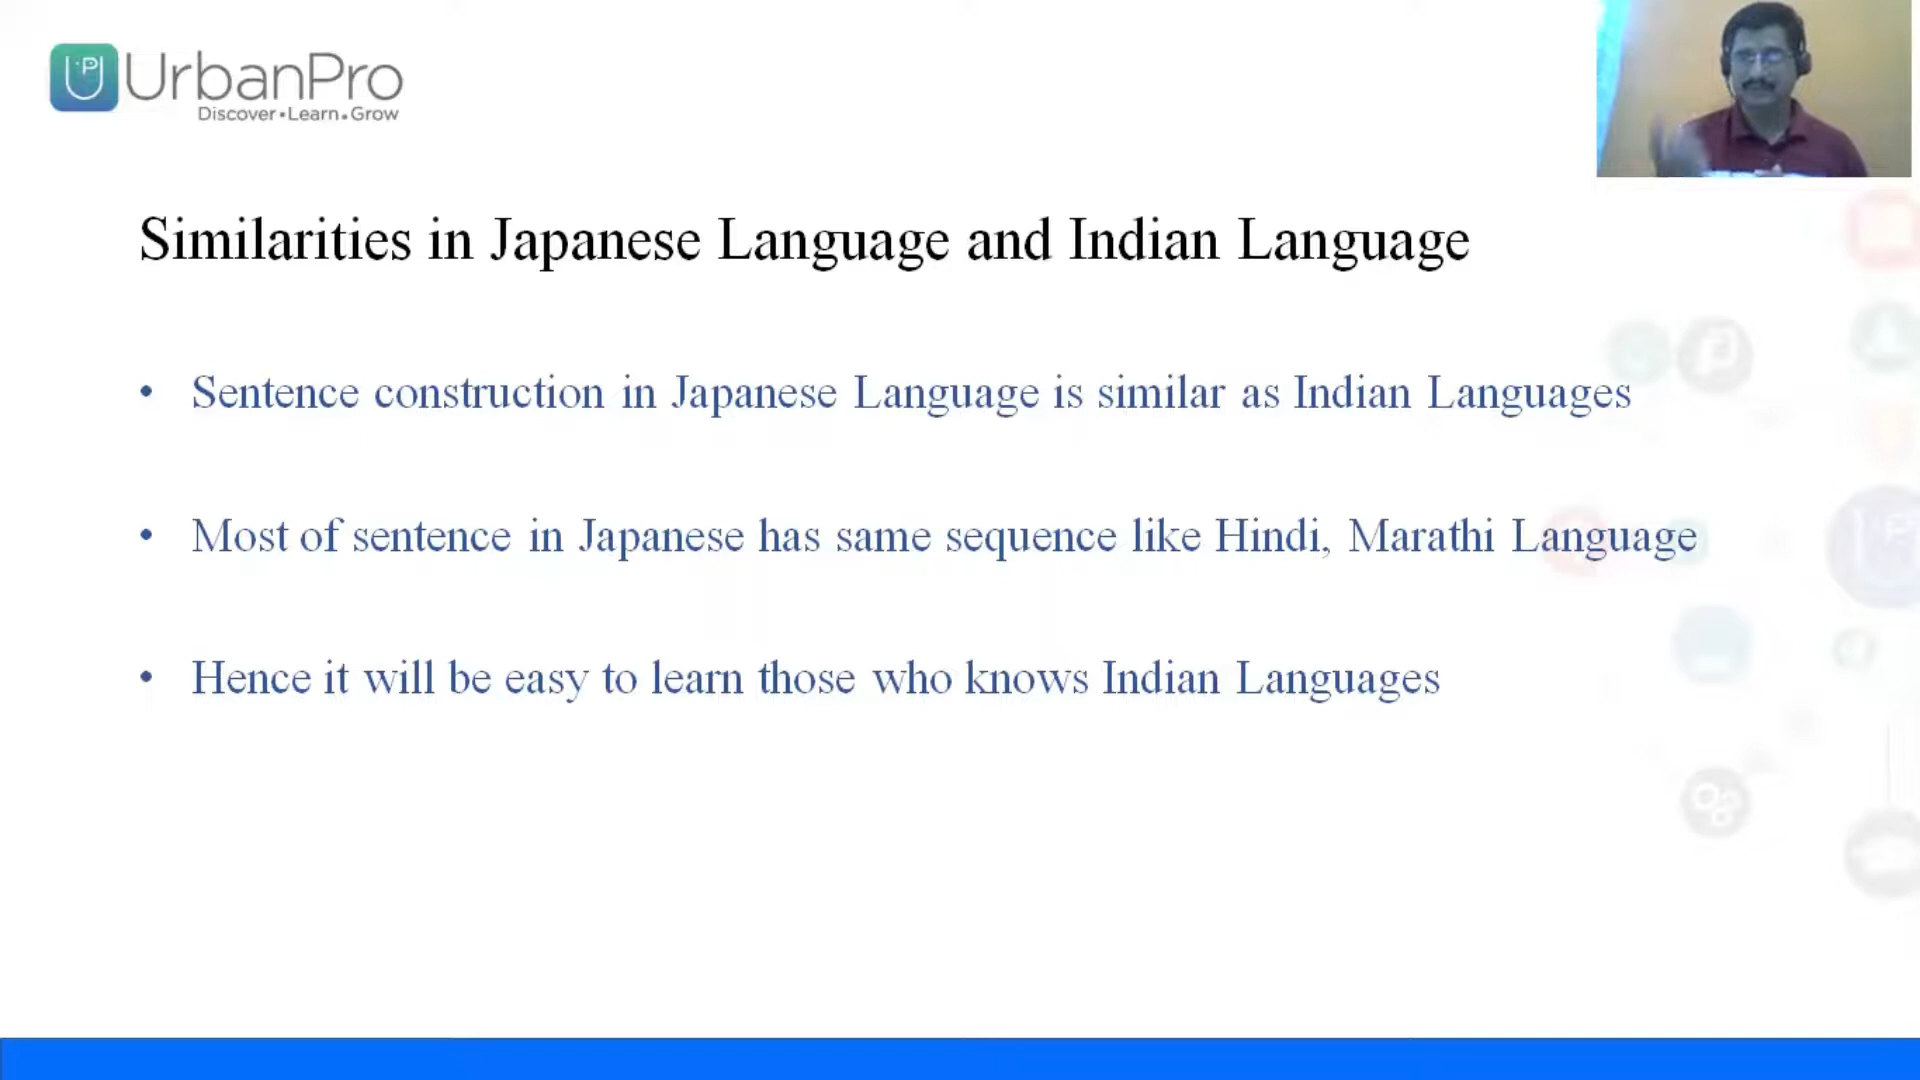 UrbanPro
Discover • Learn • Grow
Similarities in Japanese Language and Indian Language
• Sentence construction in Japanese Language is similar as Indian Languages
• Most of sentence in Japanese has same sequence like Hindi, Marathi Language
• Hence it will be easy to learn those who knows Indian Languages